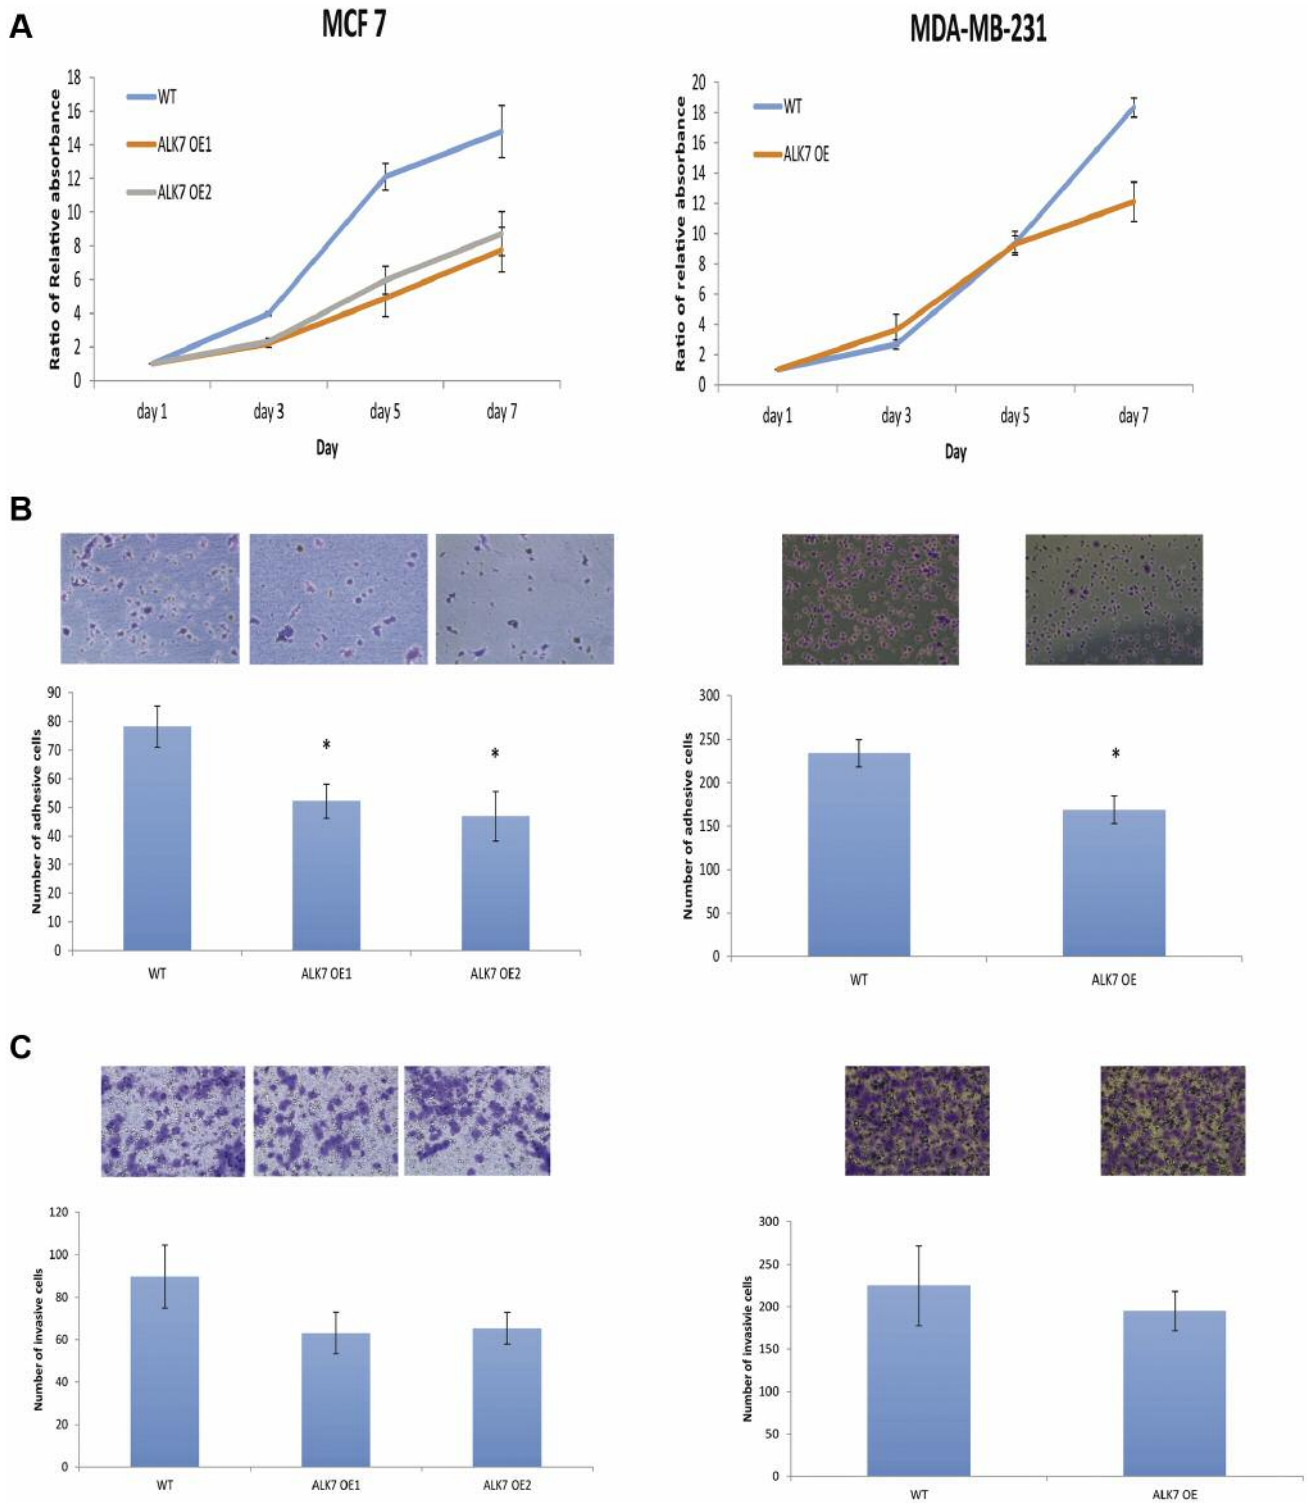 A
MCF 7
MDA-MB-231
Ratio of Relative absorbance
18
16
14
12
10
8
6
4
2
0
WT
ALK7 OE1
ALK7 OE2
day 1 day 3 day 5 day 7
Day
Ratio of relative absorbance
20
18
16
14
12
10
8
6
4
2
0
WT
ALK7 OE
day 1 day 3 day 5 day 7
Day
B
Number of adhesive cells
90
80
70
60
50
40
30
20
10
0
*
*
WT ALK7 OE1 ALK7 OE2
Number of adhesive cells
300
250
200
150
100
50
0
*
WT ALK7 OE
C
Number of invasive cells
120
100
80
60
40
20
0
WT ALK7 OE1 ALK7 OE2
Number of invasivie cells
300
250
200
150
100
50
0
WT ALK7 OE